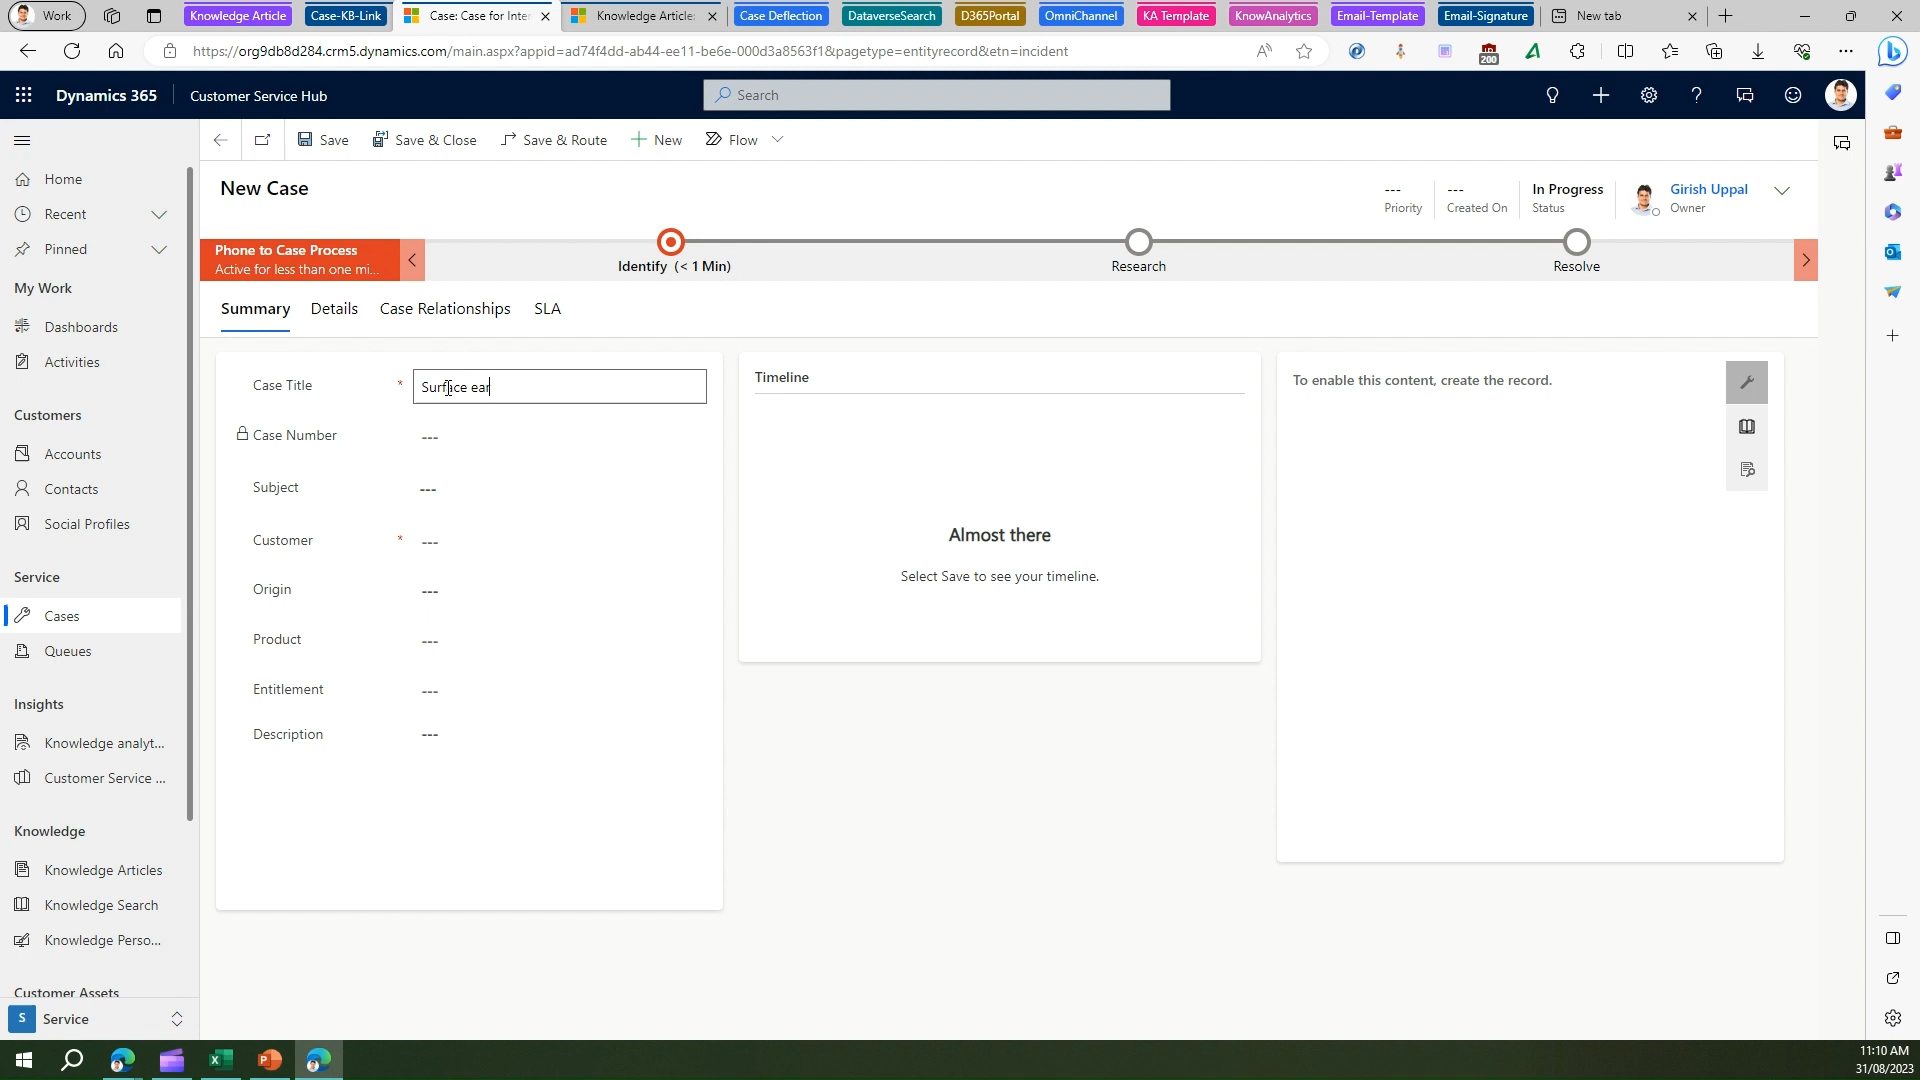 Work
Knowledge Article
Case-KB-Link
Case: Case for Inter
Knowledge Article:
Case Deflection
DataverseSearch
D365Portal
OmniChannel
KA Template
KnowAnalytics
Email-Template
Email-Signature
New tab
https://org9db8d284.crm5.dynamics.com/main.aspx?appid=ad74f4dd-ab44-ee11-be6e-000d3a8563f1&pagetype=entityrecord&etn=incident
200
Dynamics 365
Customer Service Hub
Search
Save
Save & Close
Save & Route
New
Flow
Home
Recent
Pinned
My Work
Dashboards
Activities
Customers
Accounts
Contacts
Social Profiles
Service
Cases
Queues
Insights
Knowledge analyt...
Customer Service ...
Knowledge
Knowledge Articles
Knowledge Search
Knowledge Perso...
Customer Assets
S Service
New Case
---
Priority
---
Created On
In Progress
Status
Girish Uppal
Owner
Phone to Case Process
Active for less than one mi...
Identify (< 1 Min)
Research
Resolve
Summary
Details
Case Relationships
SLA
Case Title * Surface ear
Case Number ---
Subject ---
Customer * ---
Origin ---
Product ---
Entitlement ---
Description ---
Timeline
Almost there
Select Save to see your timeline.
To enable this content, create the record.
11:10 AM
31/08/2023